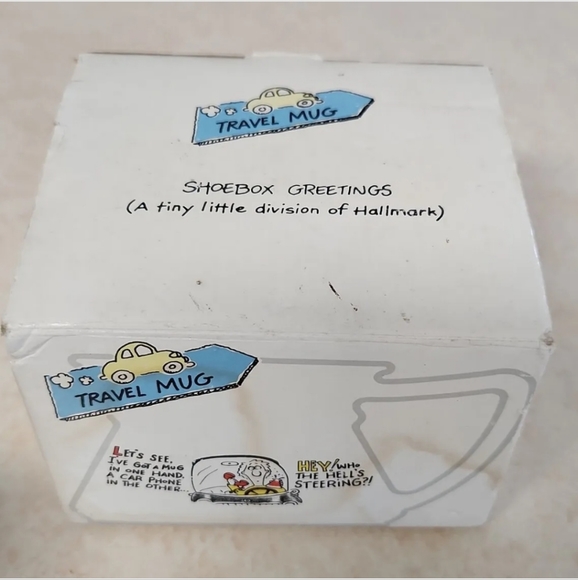 TRAVEL MUG
SHOEBOX GREETINGS
(A tiny little division of Hallmark)
TRAVEL MUG
LET'S SEE,
I'VE GOT A MUG
IN ONE HAND,
A CAR PHONE
IN THE OTHER...
HEY! WHO
THE HELL'S
STEERING?!